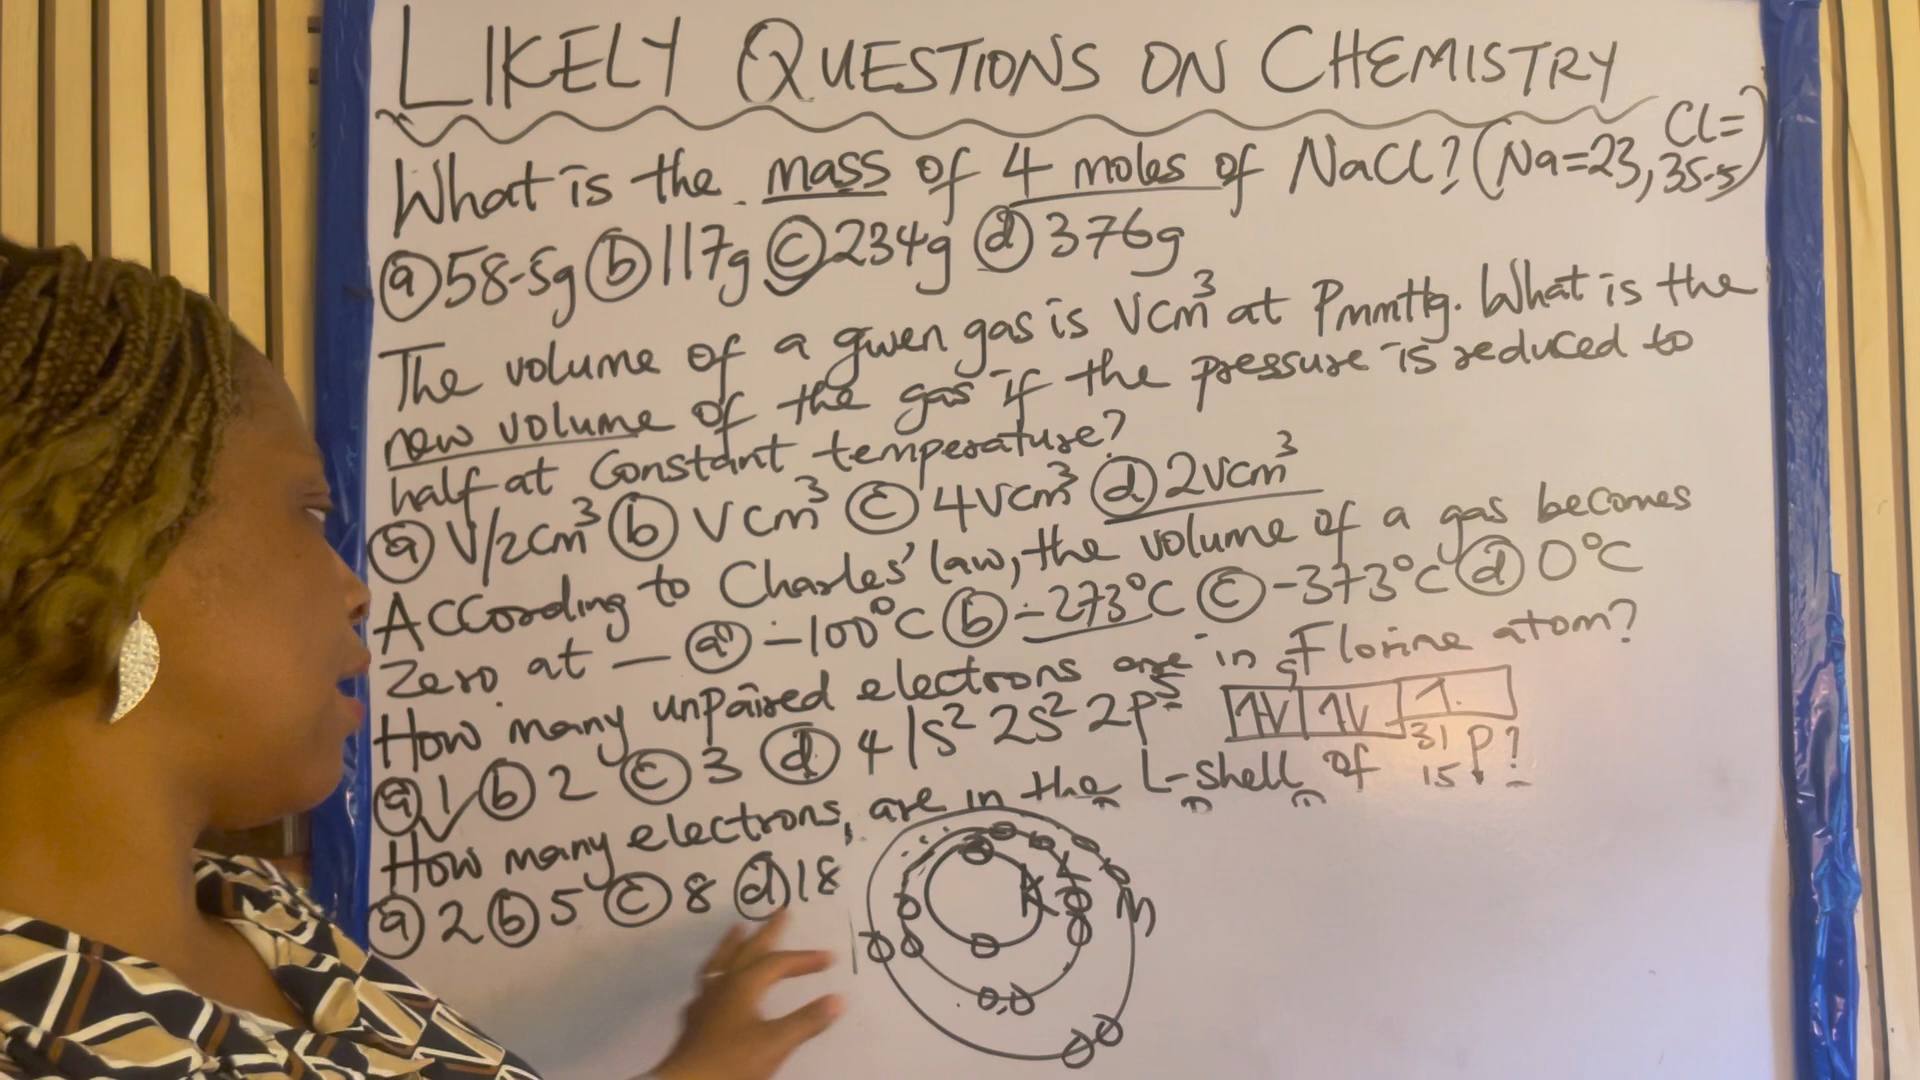 LIKELY QUESTIONS ON CHEMISTRY
What is the mass of 4 moles of NaCl? (Na=23, Cl=35.5)
(a) 58.5g (b) 117g (c) 234g (d) 376g
The volume of a given gas is Vcm³ at PmmHg. What is the
new volume of the gas if the pressure is reduced to
half at constant temperature?
(a) V/2cm³ (b) Vcm³ (c) 4Vcm³ (d) 2Vcm³
According to Charles' law, the volume of a gas becomes
Zero at — (a) -100°C (b) -273°C (c) -373°C (d) 0°C
How many unpaired electrons are in Florine atom?
(a) 1 (b) 2 (c) 3 (d) 4 1s² 2s² 2p⁵
How many electrons, are in the L-shell of ³¹₁₅P?
(a) 2 (b) 5 (c) 8 (d) 18
K
L
M